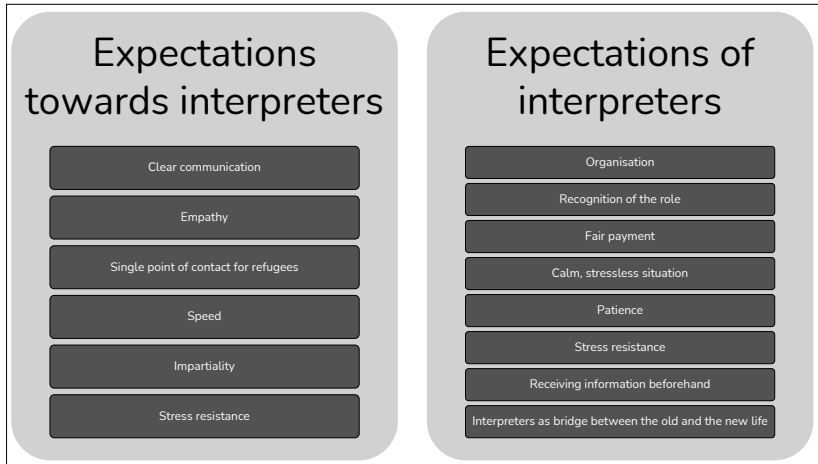 Expectations
towards interpreters
Clear communication
Empathy
Single point of contact for refugees
Speed
Impartiality
Stress resistance
Expectations of
interpreters
Organisation
Recognition of the role
Fair payment
Calm, stressless situation
Patience
Stress resistance
Receiving information beforehand
Interpreters as bridge between the old and the new life